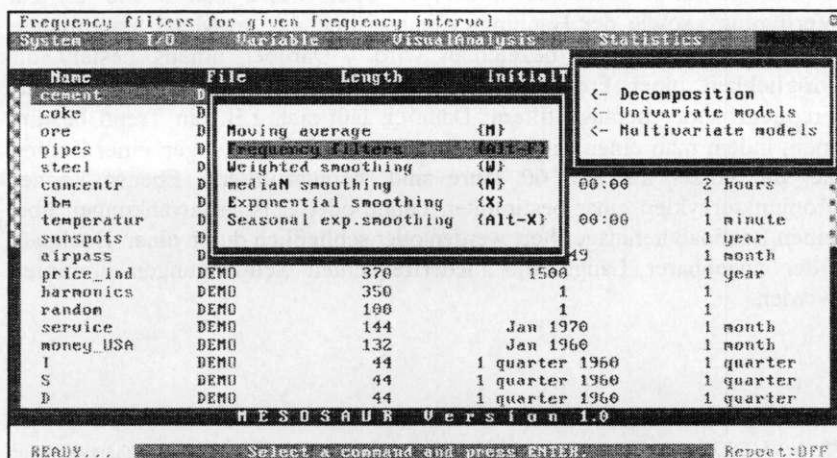 Frequency filters for given frequency interval
System I/O Variable VisualAnalysis Statistics
Name File Length InitialT
<- Decomposition
<- Univariate models
<- Multivariate models
cement D
coke D
ore D Moving average {M}
pipes D Frequency filters {Alt-F}
steel D Weighted smoothing {W}
concentr D mediaN smoothing {N} 00:00 2 hours
ibm D Exponential smoothing {X} 1
temperatur D Seasonal exp smoothing {Alt-X} 00:00 1 minute
sunspots D 1 year
airpass D 49 1 month
price_ind DEMO 370 1500 1 year
harmonics DEMO 350 1 1
random DEMO 100 1 1
service DEMO 144 Jan 1970 1 month
money_USA DEMO 132 Jan 1960 1 month
I DEMO 44 1 quarter 1960 1 quarter
S DEMO 44 1 quarter 1960 1 quarter
D DEMO 44 1 quarter 1960 1 quarter
MESOSAUR Version 1.0
READY... Select a command and press ENTER. Repeat:OFF